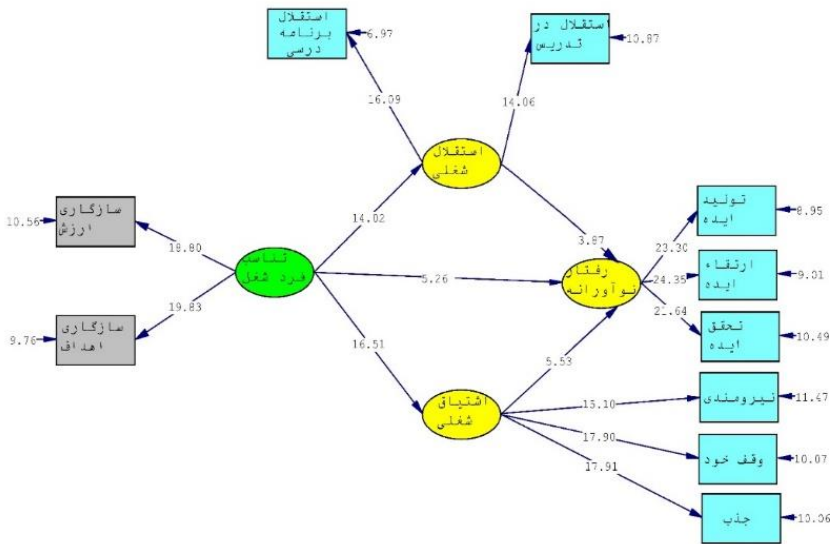 استقلال
برنامه
درسی
6.97
استقلال در
تدریس
10.87
16.09
14.06
استقلال
شغلی
14.02
3.87
سازگاری
ارزش
10.56
18.80
تناسب
فرد شغل
5.26
سازگاری
اهداف
9.76
19.83
16.51
رفتار
نوآورانه
23.30
تولید
ایده
8.95
24.35
ارتقاء
ایده
9.01
21.64
تحقق
ایده
10.49
5.53
اشتیاق
شغلی
15.10
نیرومندی
11.47
17.90
وقف خود
10.07
17.91
جذب
10.06